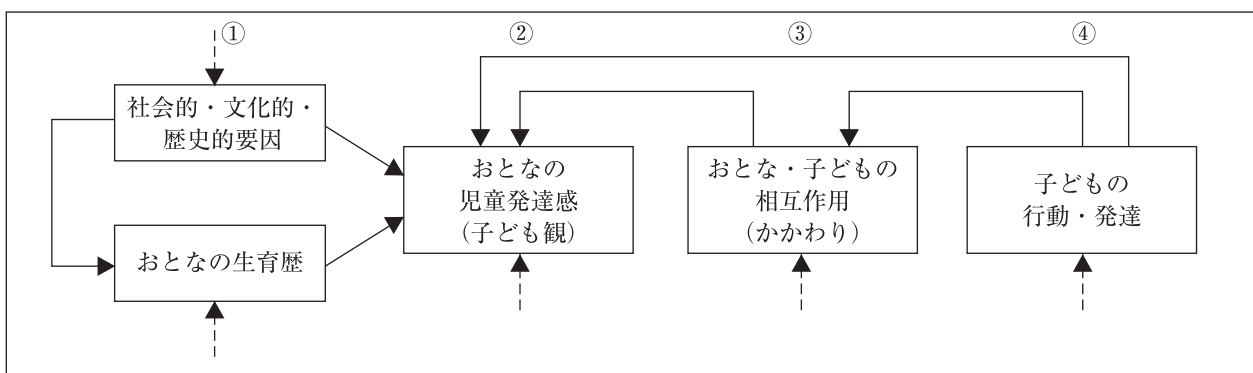 ①
②
③
④
社会的・文化的・
歴史的要因
おとなの生育歴
おとなの
児童発達感
(子ども観)
おとな・子どもの
相互作用
(かかわり)
子どもの
行動・発達